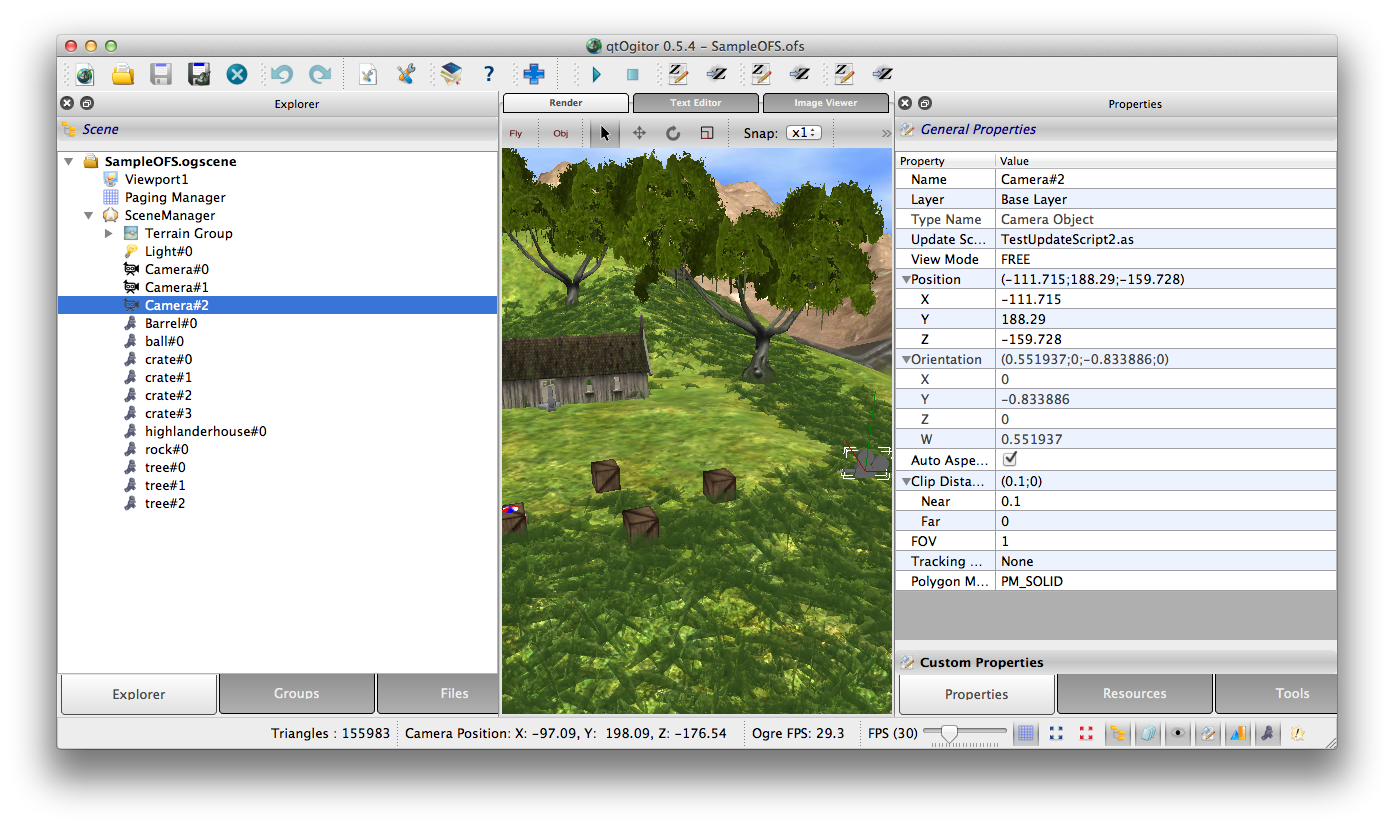 qtOgitor 0.5.4 – SampleOFS.ofs
?
Explorer
Scene
SampleOFS.ogscene
Viewport1
Paging Manager
SceneManager
Terrain Group
Light#0
Camera#0
Camera#1
Camera#2
Barrel#0
ball#0
crate#0
crate#1
crate#2
crate#3
highlanderhouse#0
rock#0
tree#0
tree#1
tree#2
Explorer Groups Files
Render Text Editor Image Viewer
Fly Obj Snap: x1 »
Properties
General Properties
Property Value
Name Camera#2
Layer Base Layer
Type Name Camera Object
Update Sc... TestUpdateScript2.as
View Mode FREE
Position (-111.715;188.29;-159.728)
X -111.715
Y 188.29
Z -159.728
Orientation (0.551937;0;-0.833886;0)
X 0
Y -0.833886
Z 0
W 0.551937
Auto Aspe...
Clip Dista... (0.1;0)
Near 0.1
Far 0
FOV 1
Tracking ... None
Polygon M... PM_SOLID
Custom Properties
Properties Resources Tools
Triangles : 155983 Camera Position: X: -97.09, Y: 198.09, Z: -176.54 Ogre FPS: 29.3 FPS (30)